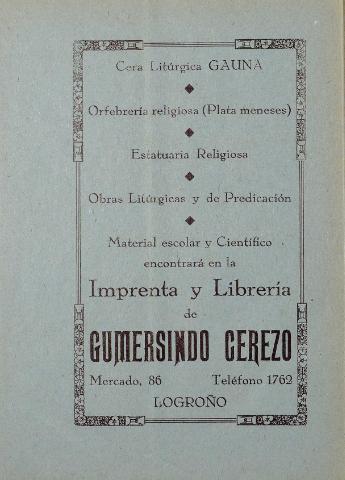 Cera Litúrgica GAUNA
Orfebrería religiosa (Plata meneses)
Estatuaria Religiosa
Obras Litúrgicas y de Predicación
Material escolar y Científico
encontrará en la
Imprenta y Librería
de
GUMERSINDO CEREZO
Mercado, 86 Teléfono 1762
LOGROÑO